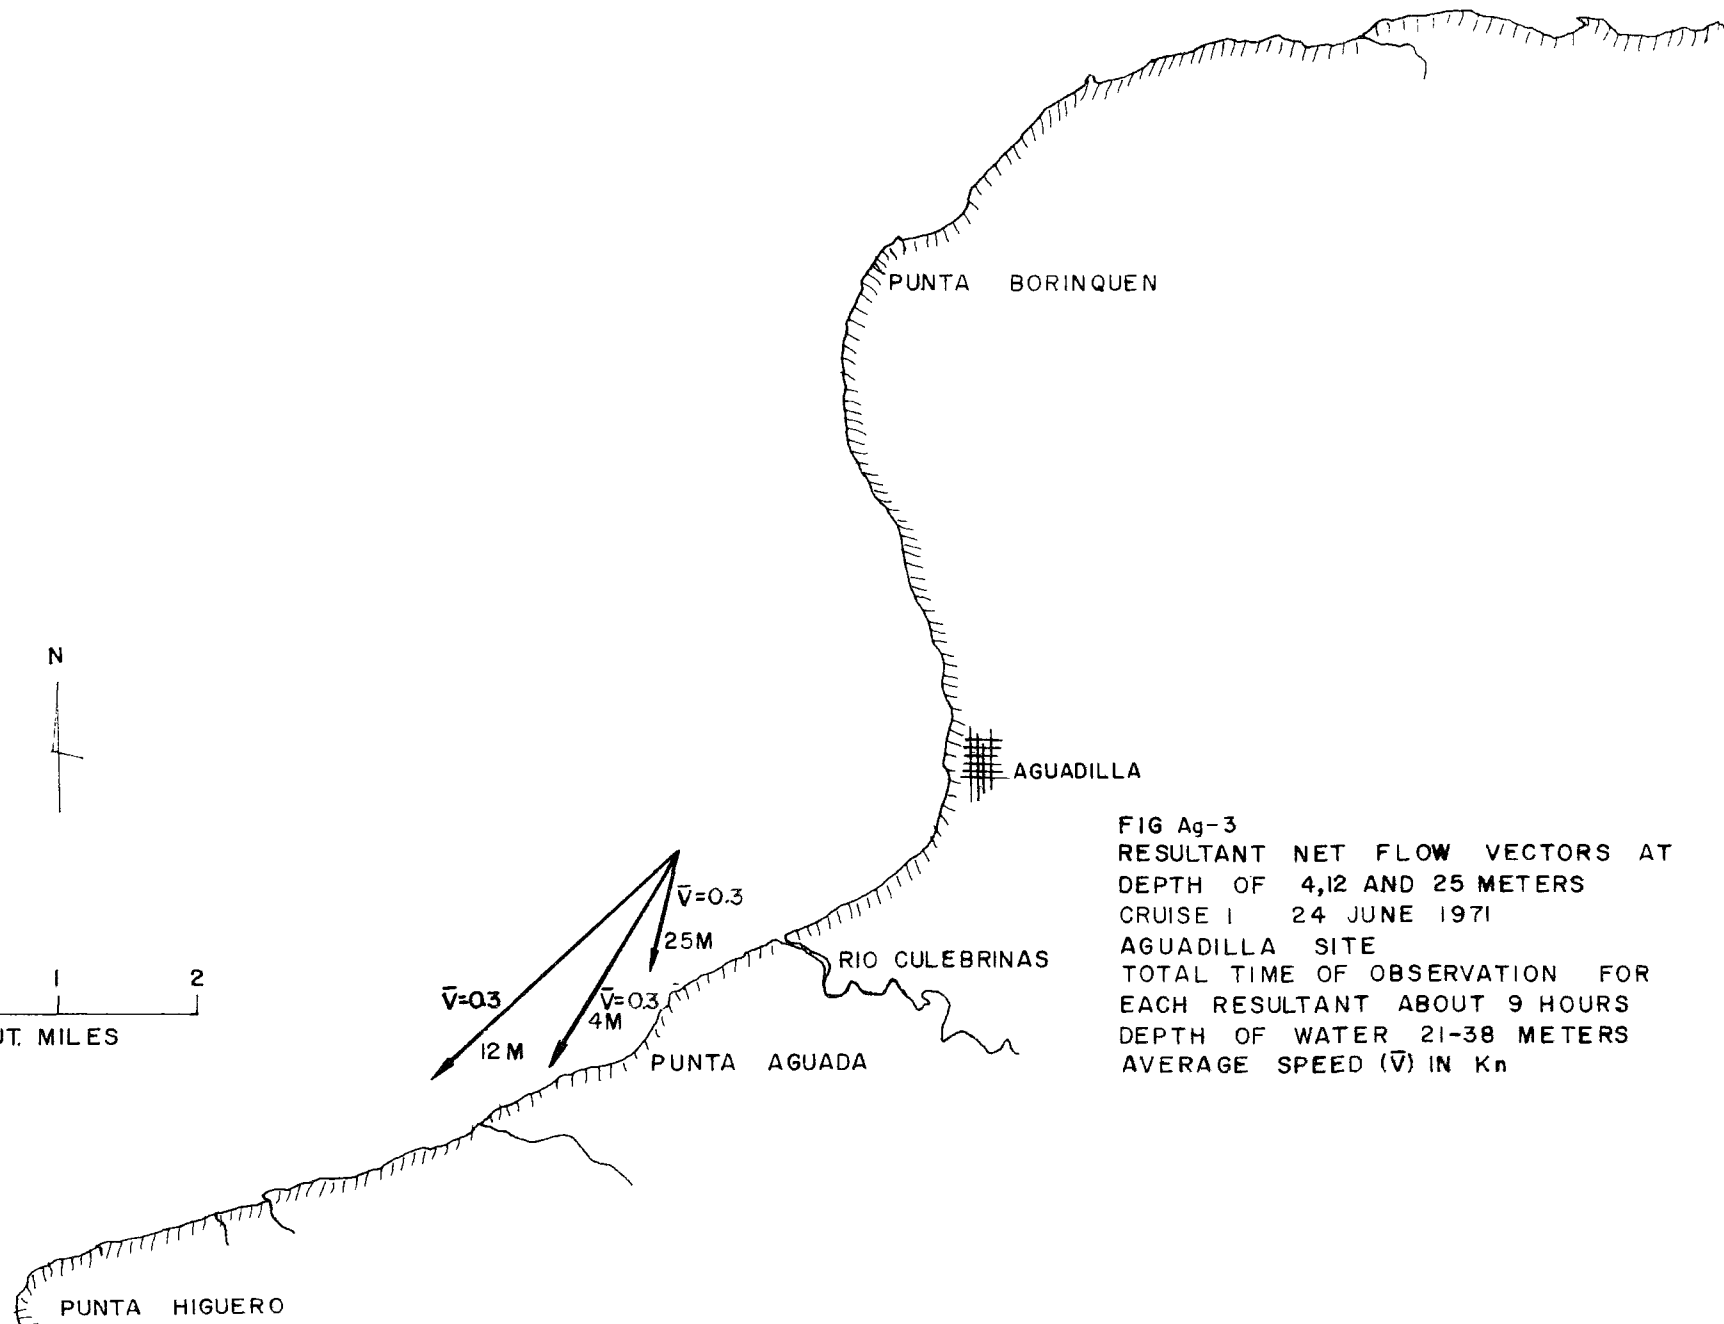 PUNTA BORINQUEN
N
AGUADILLA
FIG Ag-3
RESULTANT NET FLOW VECTORS AT
DEPTH OF 4,12 AND 25 METERS
CRUISE 1 24 JUNE 1971
AGUADILLA SITE
TOTAL TIME OF OBSERVATION FOR
EACH RESULTANT ABOUT 9 HOURS
DEPTH OF WATER 21-38 METERS
AVERAGE SPEED (V̅) IN Kn
V̅=0.3
25M
RIO CULEBRINAS
V̅=0.3
4M
V̅=0.3
12M
1 2
MILES
PUNTA AGUADA
PUNTA HIGUERO